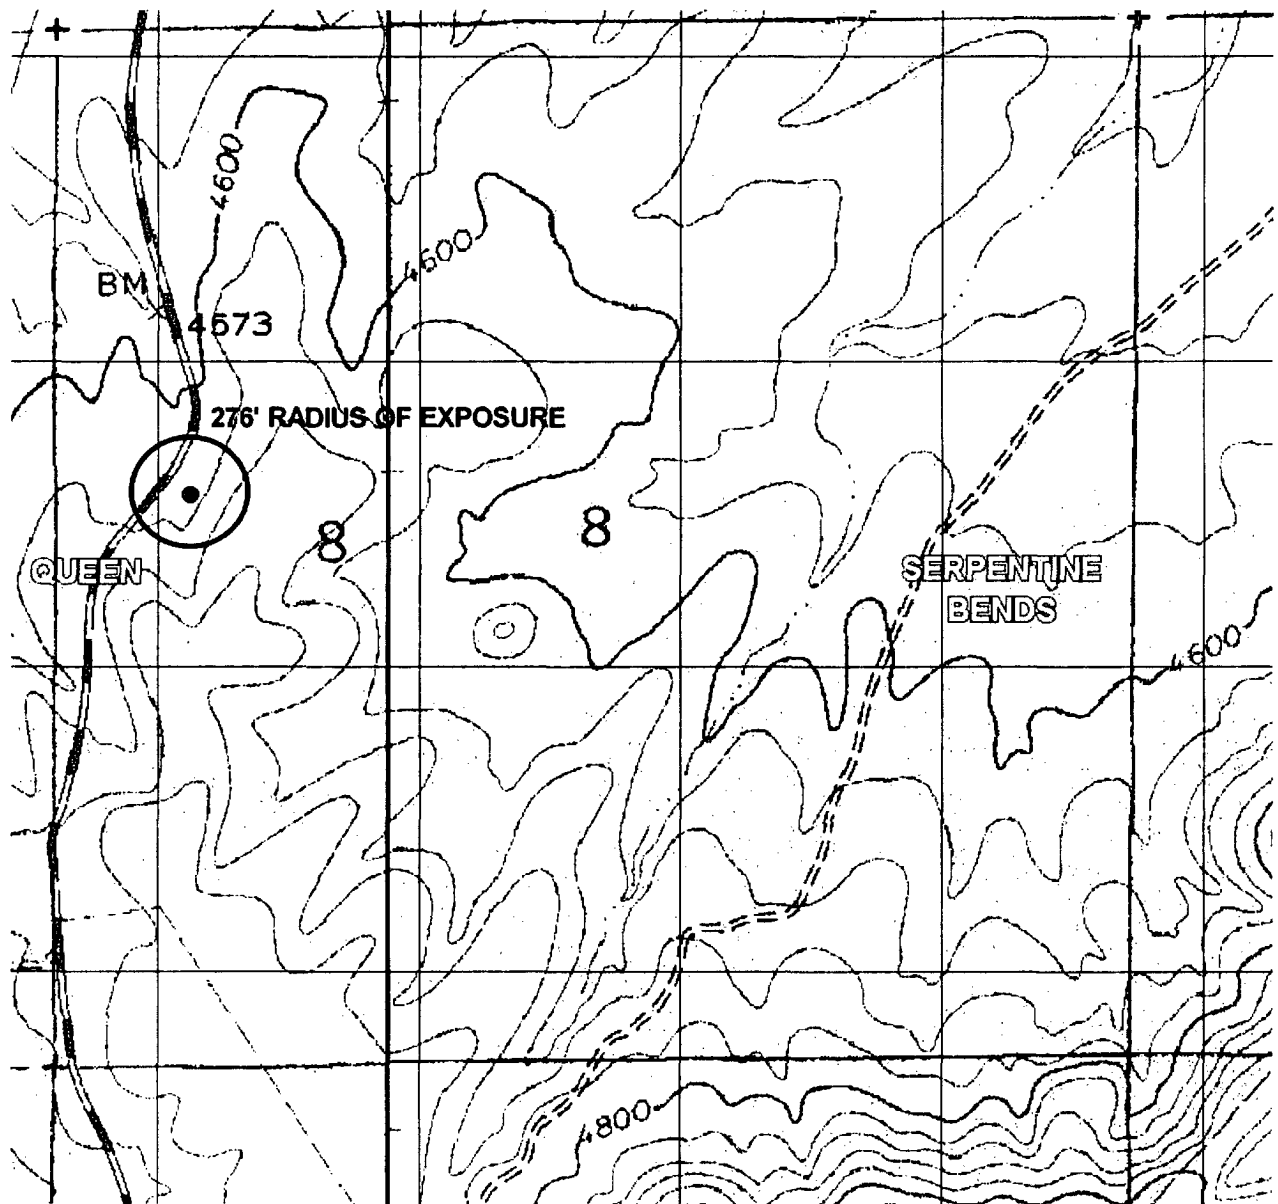 4600
4600
BM
4573
276' RADIUS OF EXPOSURE
8
8
QUEEN
SERPENTINE
BENDS
4600
4800